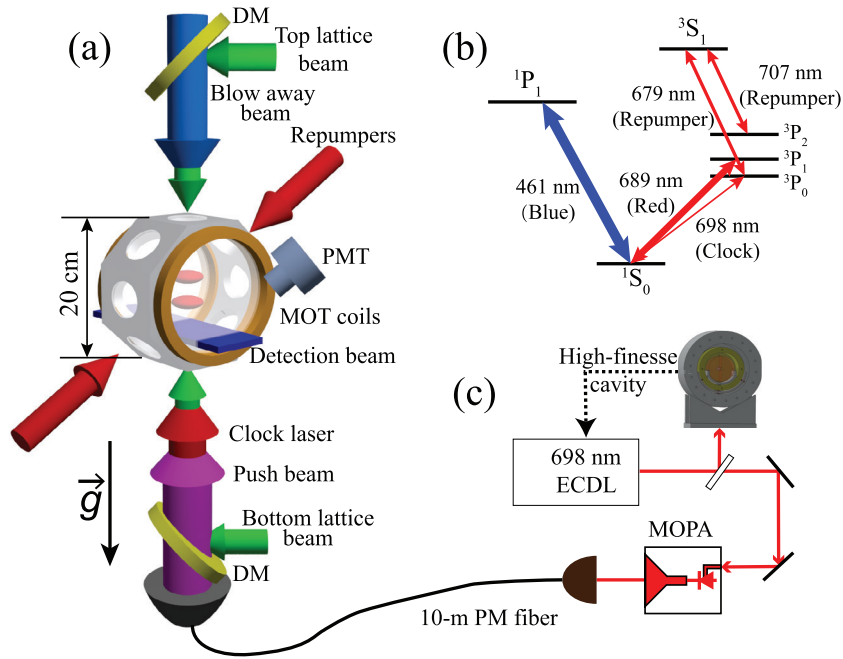 (a)
DM
Top lattice
beam
Blow away
beam
Repumpers
20 cm
PMT
MOT coils
Detection beam
Clock laser
Push beam
g
Bottom lattice
beam
DM
10-m PM fiber
(b)
³S₁
¹P₁
707 nm
(Repumper)
679 nm
(Repumper)
³P₂
³P₁
³P₀
461 nm
(Blue)
689 nm
(Red)
698 nm
(Clock)
¹S₀
(c)
High-finesse
cavity
698 nm
ECDL
MOPA